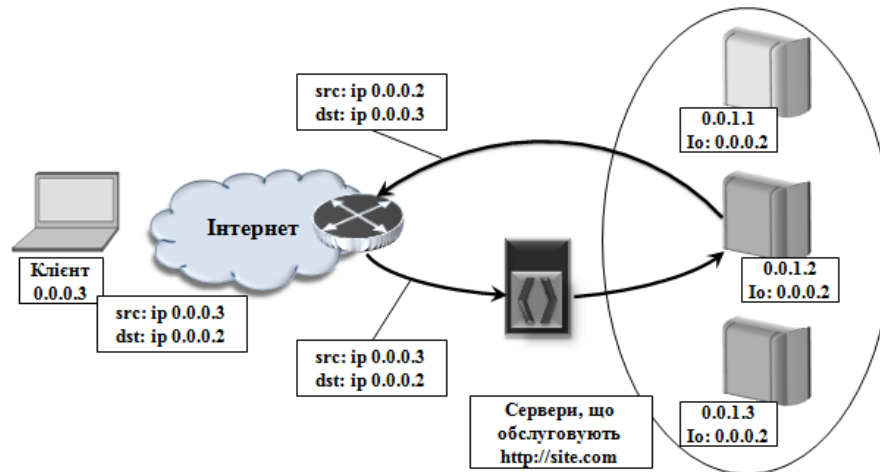 src: ip 0.0.0.2
dst: ip 0.0.0.3
0.0.1.1
Io: 0.0.0.2
Інтернет
Клієнт
0.0.0.3
0.0.1.2
Io: 0.0.0.2
src: ip 0.0.0.3
dst: ip 0.0.0.2
src: ip 0.0.0.3
dst: ip 0.0.0.2
Сервери, що
обслуговують
http://site.com
0.0.1.3
Io: 0.0.0.2